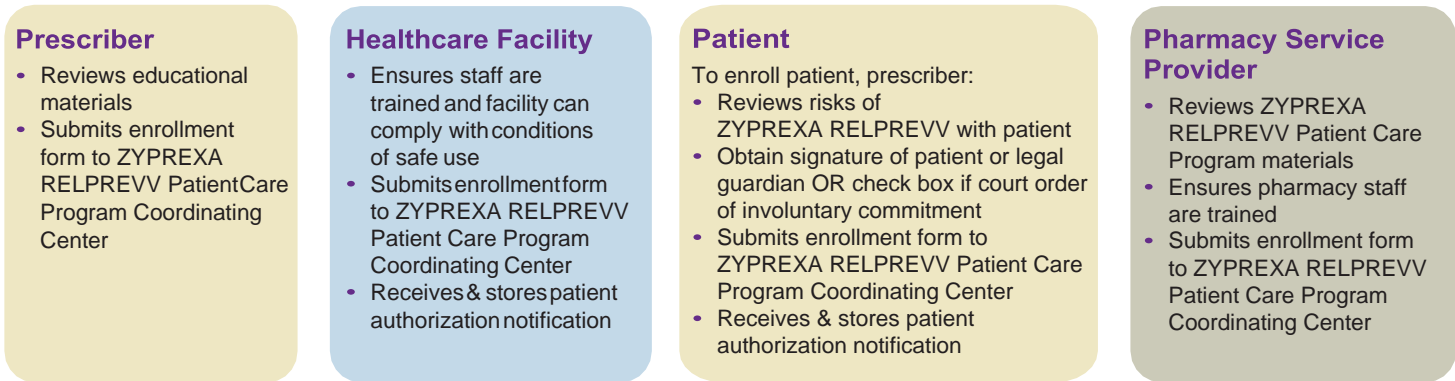 Prescriber
• Reviews educational
materials
• Submits enrollment
form to ZYPREXA
RELPREVV PatientCare
Program Coordinating
Center
Healthcare Facility
• Ensures staff are
trained and facility can
comply with conditions
of safe use
• Submits enrollment form
to ZYPREXA RELPREVV
Patient Care Program
Coordinating Center
• Receives & stores patient
authorization notification
Patient
To enroll patient, prescriber:
• Reviews risks of
ZYPREXA RELPREVV with patient
• Obtain signature of patient or legal
guardian OR check box if court order
of involuntary commitment
• Submits enrollment form to
ZYPREXA RELPREVV Patient Care
Program Coordinating Center
• Receives & stores patient
authorization notification
Pharmacy Service
Provider
• Reviews ZYPREXA
RELPREVV Patient Care
Program materials
• Ensures pharmacy staff
are trained
• Submits enrollment form
to ZYPREXA RELPREVV
Patient Care Program
Coordinating Center